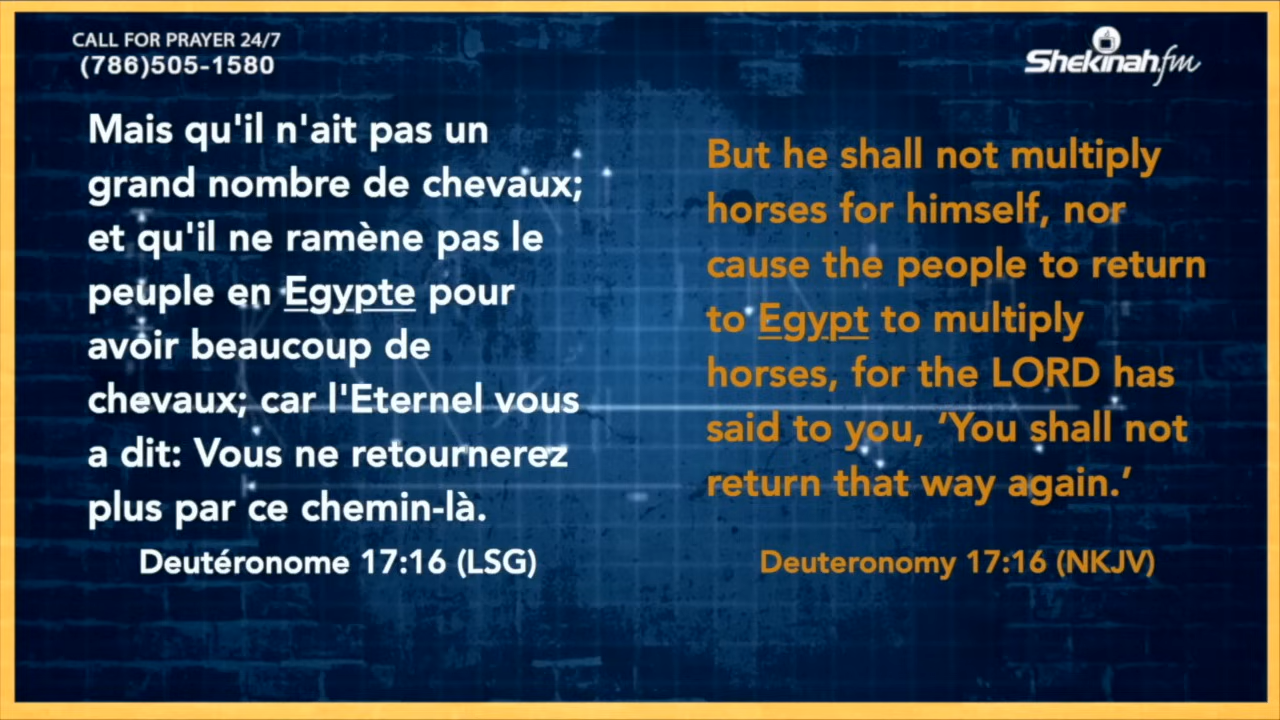 CALL FOR PRAYER 24/7
(786)505-1580
Shekinah.fm
Mais qu'il n'ait pas un
grand nombre de chevaux;
et qu'il ne ramène pas le
peuple en Egypte pour
avoir beaucoup de
chevaux; car l'Eternel vous
a dit: Vous ne retournerez
plus par ce chemin-là.
Deutéronome 17:16 (LSG)
But he shall not multiply
horses for himself, nor
cause the people to return
to Egypt to multiply
horses, for the LORD has
said to you, ’You shall not
return that way again.’
Deuteronomy 17:16 (NKJV)